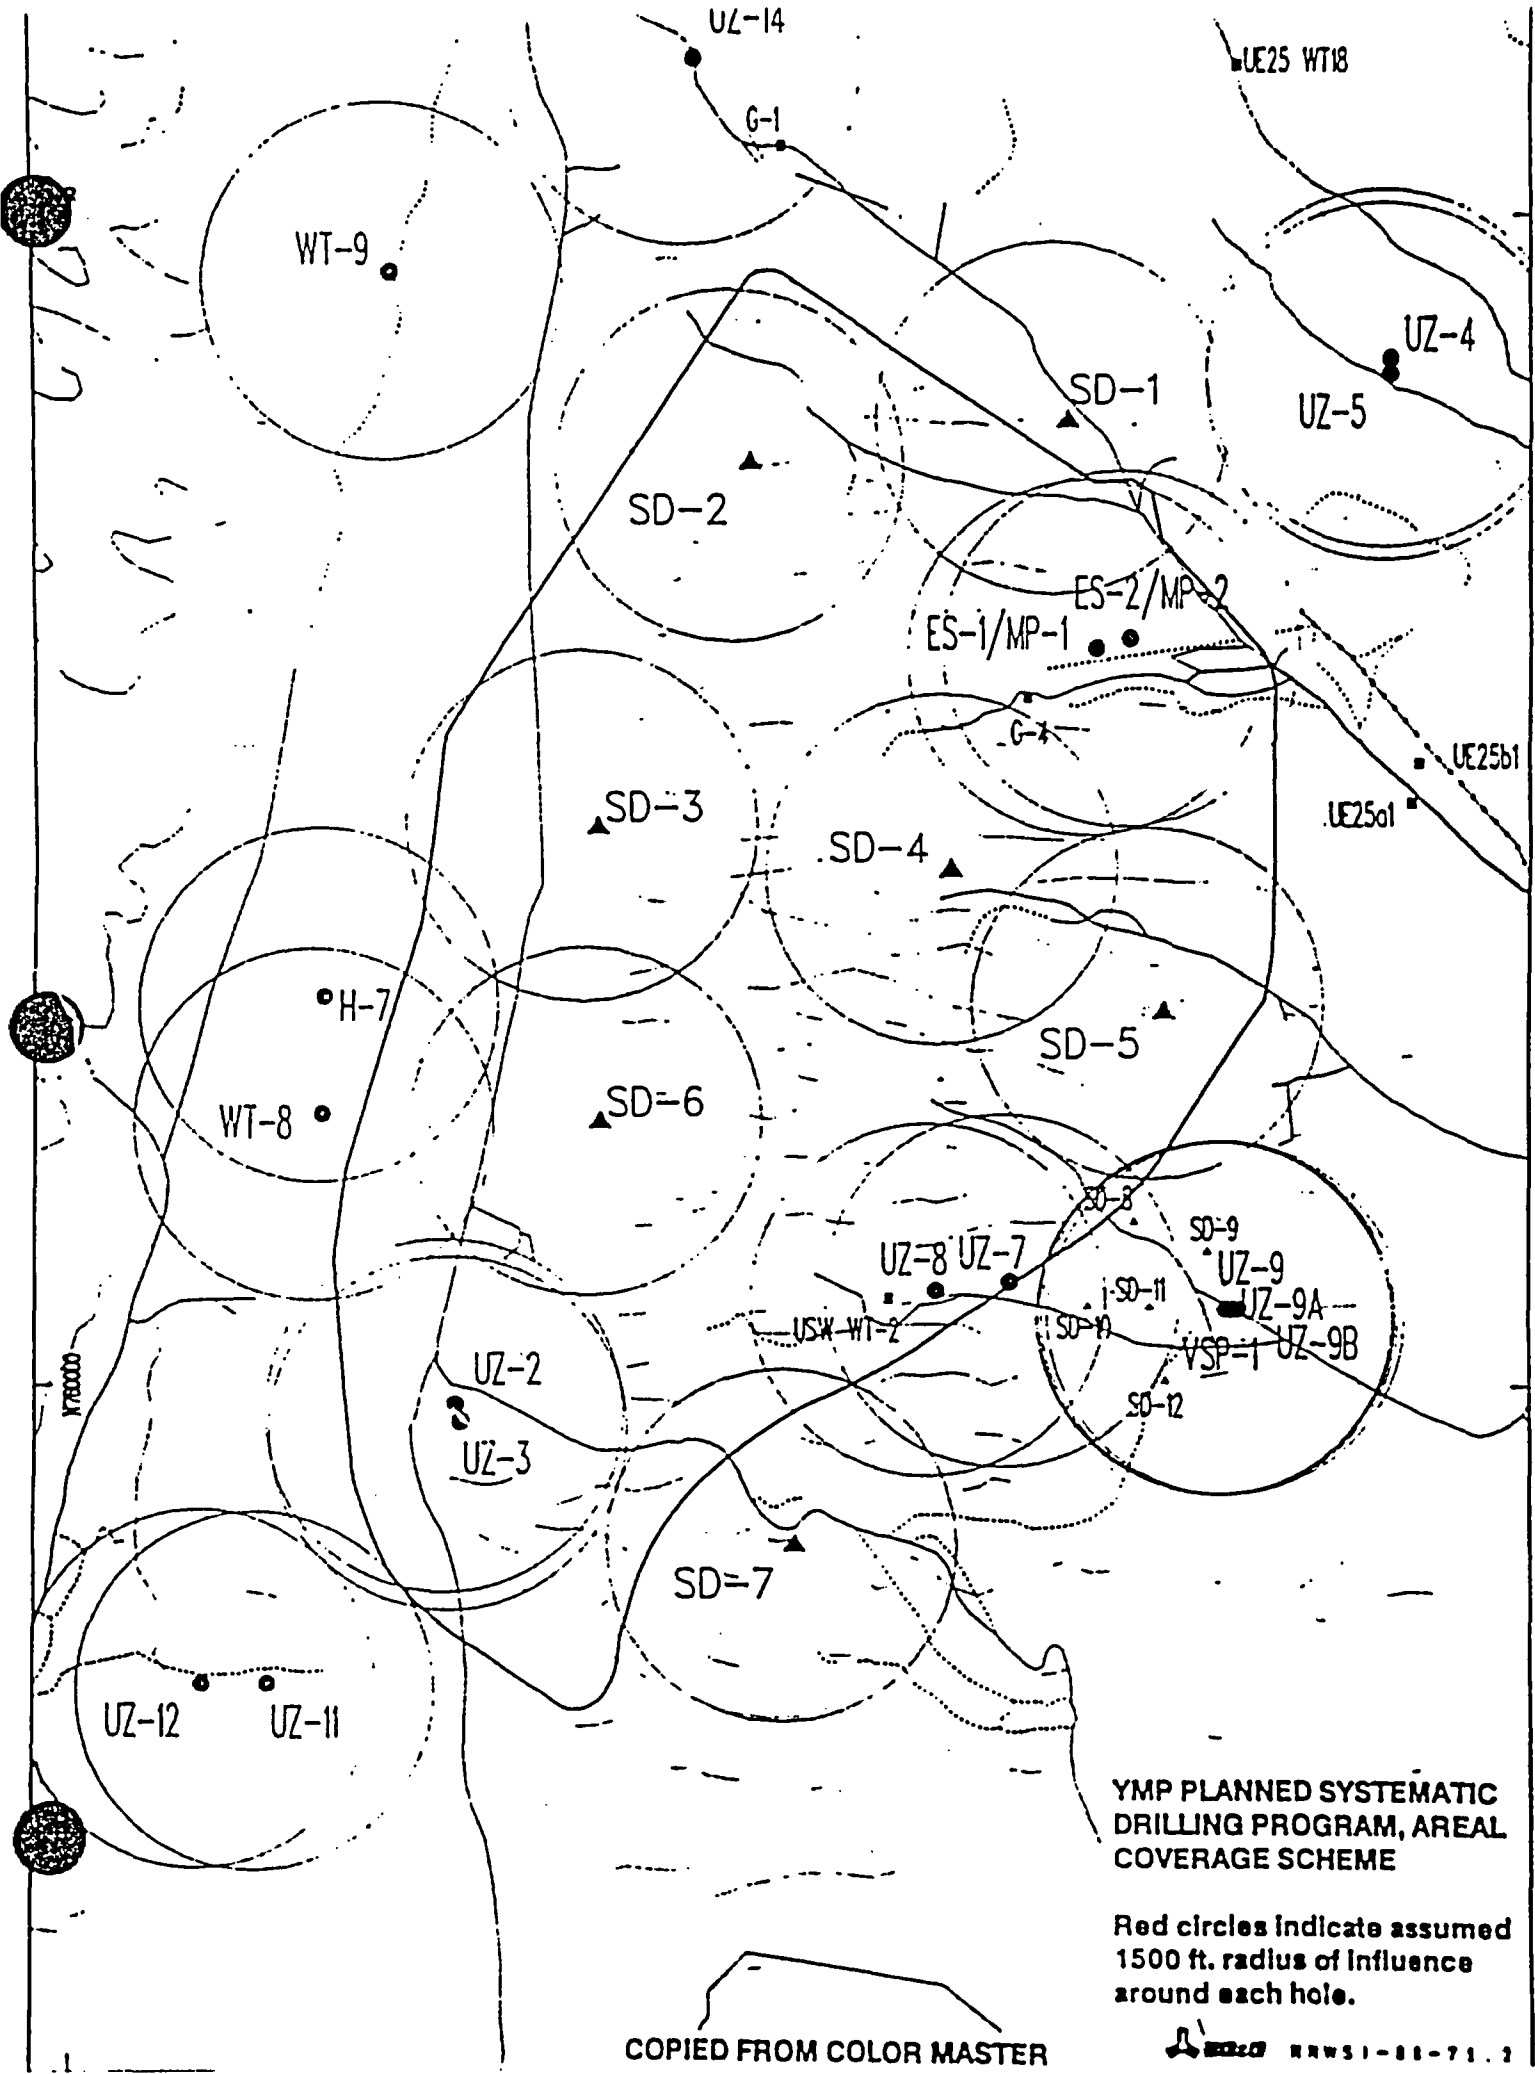 UZ-14
UE25 WT18
G-1
WT-9
UZ-4
SD-1
UZ-5
SD-2
ES-2/MP-2
ES-1/MP-1
G-4
UE25b1
SD-3
UE25a1
SD-4
H-7
SD-5
SD-6
WT-8
SD-8
SD-9
UZ-8
UZ-7
UZ-9
SD-11
UZ-9A
SD-10
USW-WT-2
VSP-1
UZ-9B
UZ-2
N760000
SD-12
UZ-3
SD-7
UZ-12
UZ-11
YMP PLANNED SYSTEMATIC
DRILLING PROGRAM, AREAL
COVERAGE SCHEME
Red circles indicate assumed
1500 ft. radius of influence
around each hole.
COPIED FROM COLOR MASTER